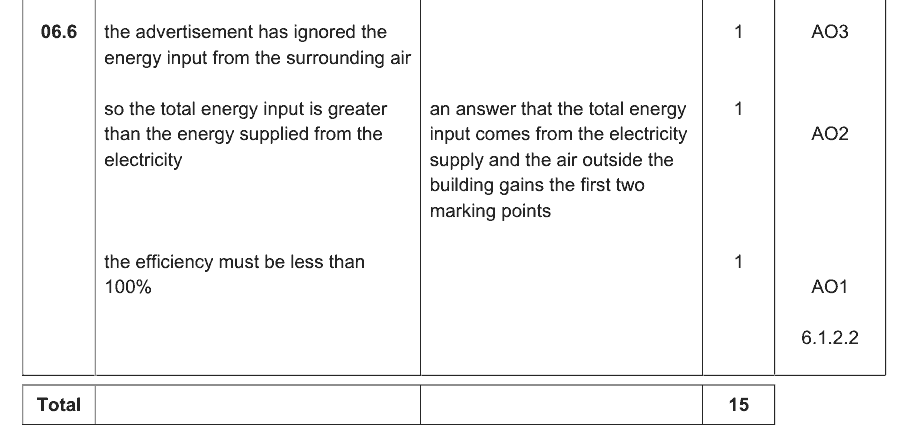 06.6
the advertisement has ignored the
energy input from the surrounding air
1
AO3
so the total energy input is greater
than the energy supplied from the
electricity
an answer that the total energy
input comes from the electricity
supply and the air outside the
building gains the first two
marking points
1
AO2
the efficiency must be less than
100%
1
AO1
6.1.2.2
Total
15